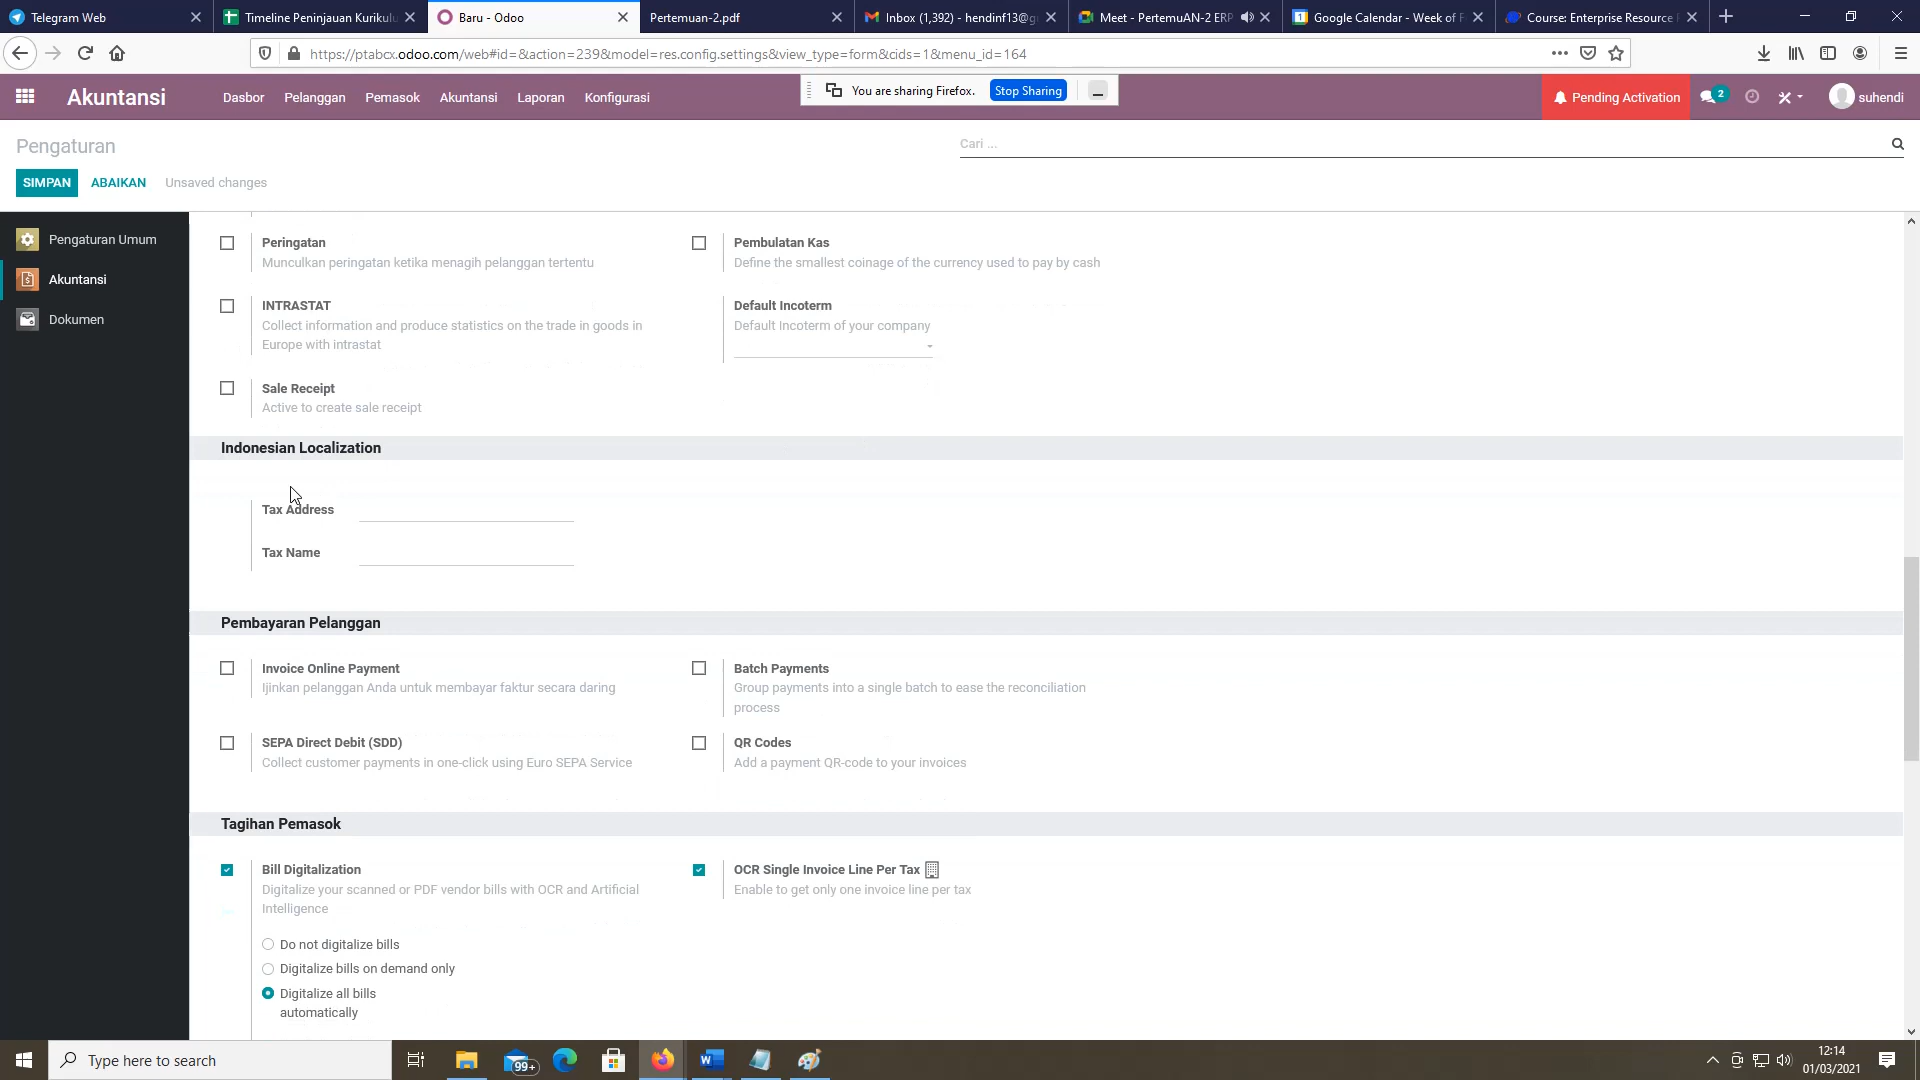 Telegram Web
Timeline Peninjauan Kurikulu
Baru - Odoo
Pertemuan-2.pdf
Inbox (1,392) - hendinf13@g
Meet - PertemuAN-2 ERP
Google Calendar - Week of F
Course: Enterprise Resource P
https://ptabcx.odoo.com/web#id=&action=239&model=res.config.settings&view_type=form&cids=1&menu_id=164
Akuntansi
Dasbor
Pelanggan
Pemasok
Akuntansi
Laporan
Konfigurasi
You are sharing Firefox.
Stop Sharing
Pending Activation
2
suhendi
Pengaturan
Cari ...
SIMPAN
ABAIKAN
Unsaved changes
Pengaturan Umum
Akuntansi
Dokumen
Peringatan
Munculkan peringatan ketika menagih pelanggan tertentu
Pembulatan Kas
Define the smallest coinage of the currency used to pay by cash
INTRASTAT
Collect information and produce statistics on the trade in goods in
Europe with intrastat
Default Incoterm
Default Incoterm of your company
Sale Receipt
Active to create sale receipt
Indonesian Localization
Tax Address
Tax Name
Pembayaran Pelanggan
Invoice Online Payment
Ijinkan pelanggan Anda untuk membayar faktur secara daring
Batch Payments
Group payments into a single batch to ease the reconciliation
process
SEPA Direct Debit (SDD)
Collect customer payments in one-click using Euro SEPA Service
QR Codes
Add a payment QR-code to your invoices
Tagihan Pemasok
Bill Digitalization
Digitalize your scanned or PDF vendor bills with OCR and Artificial
Intelligence
OCR Single Invoice Line Per Tax
Enable to get only one invoice line per tax
Do not digitalize bills
Digitalize bills on demand only
Digitalize all bills
automatically
Type here to search
99+
12:14
01/03/2021